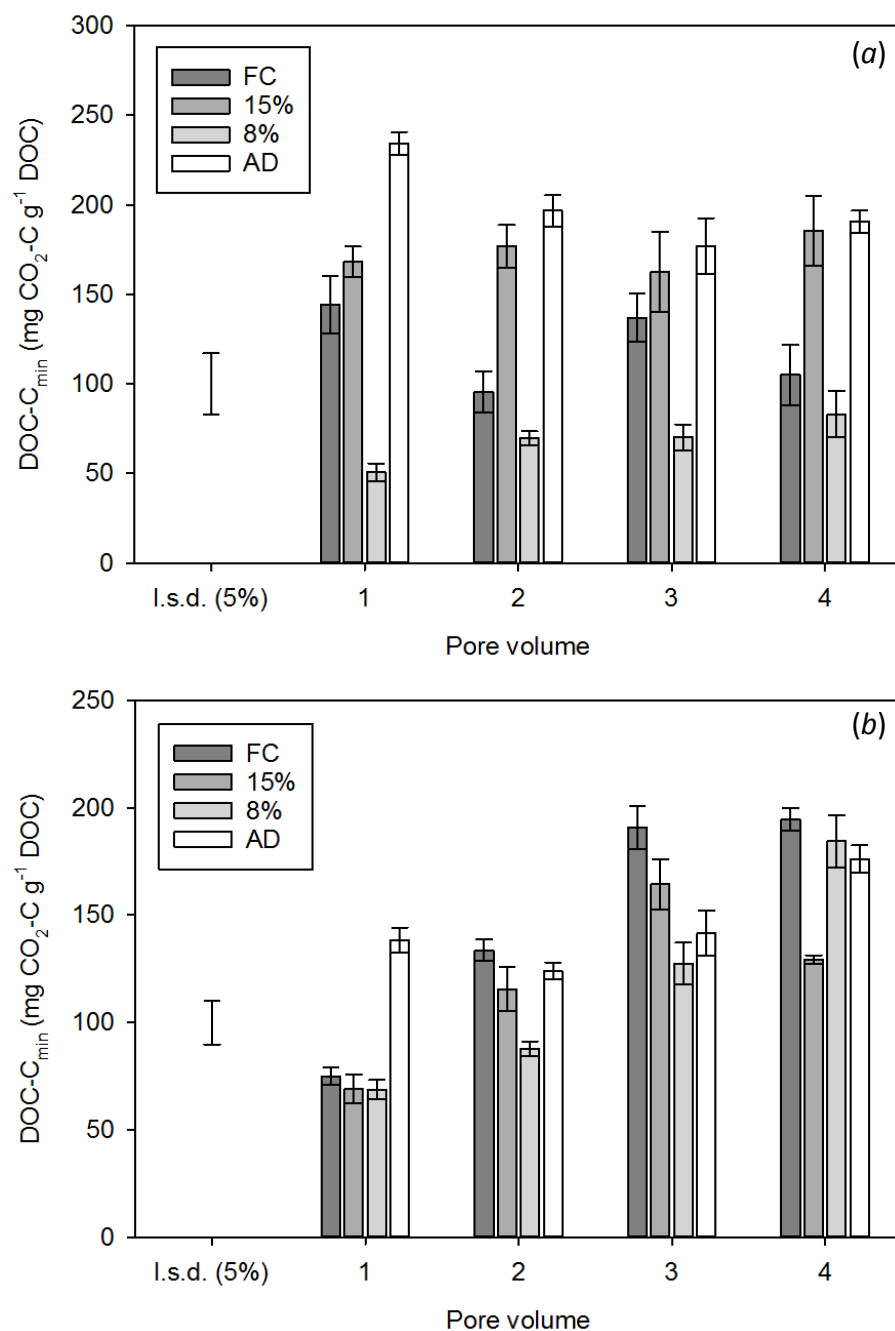 (a)
300
250
200
150
100
50
0
DOC-Cmin (mg CO2-C g-1 DOC)
FC
15%
8%
AD
l.s.d. (5%) 1 2 3 4
Pore volume
(b)
250
200
150
100
50
0
DOC-Cmin (mg CO2-C g-1 DOC)
FC
15%
8%
AD
l.s.d. (5%) 1 2 3 4
Pore volume